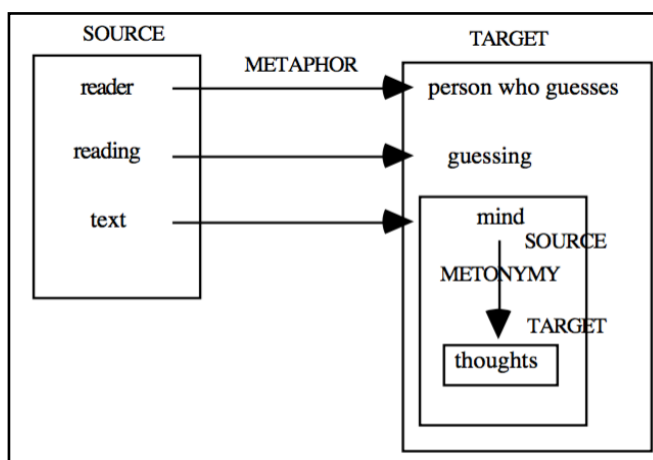 SOURCE
TARGET
METAPHOR
reader
person who guesses
reading
guessing
text
mind
SOURCE
METONYMY
TARGET
thoughts